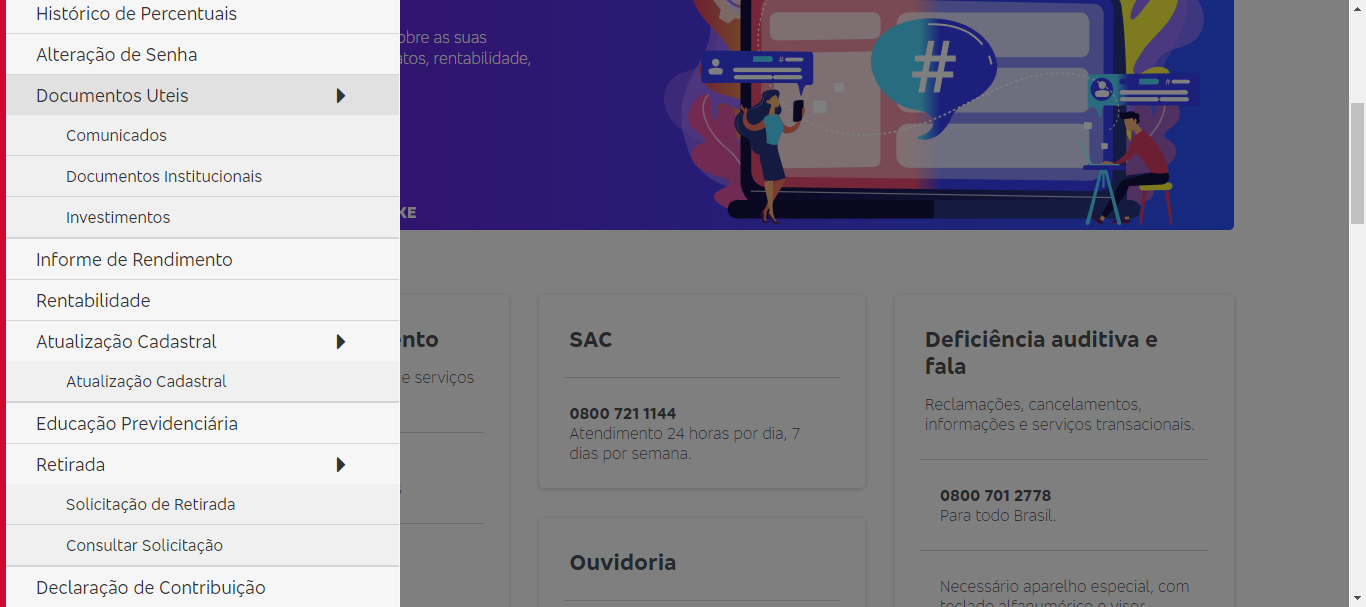 Histórico de Percentuais
Alteração de Senha
Documentos Uteis
Comunicados
Documentos Institucionais
Investimentos
Informe de Rendimento
Rentabilidade
Atualização Cadastral
Atualização Cadastral
Educação Previdenciária
Retirada
Solicitação de Retirada
Consultar Solicitação
Declaração de Contribuição
obre as suas
atos, rentabilidade,
KE
#
#
#
nto
e serviços
SAC
0800 721 1144
Atendimento 24 horas por dia, 7
dias por semana.
Ouvidoria
Deficiência auditiva e
fala
Reclamações, cancelamentos,
informações e serviços transacionais.
0800 701 2778
Para todo Brasil.
Necessário aparelho especial, com
teclado alfanumérico e visor